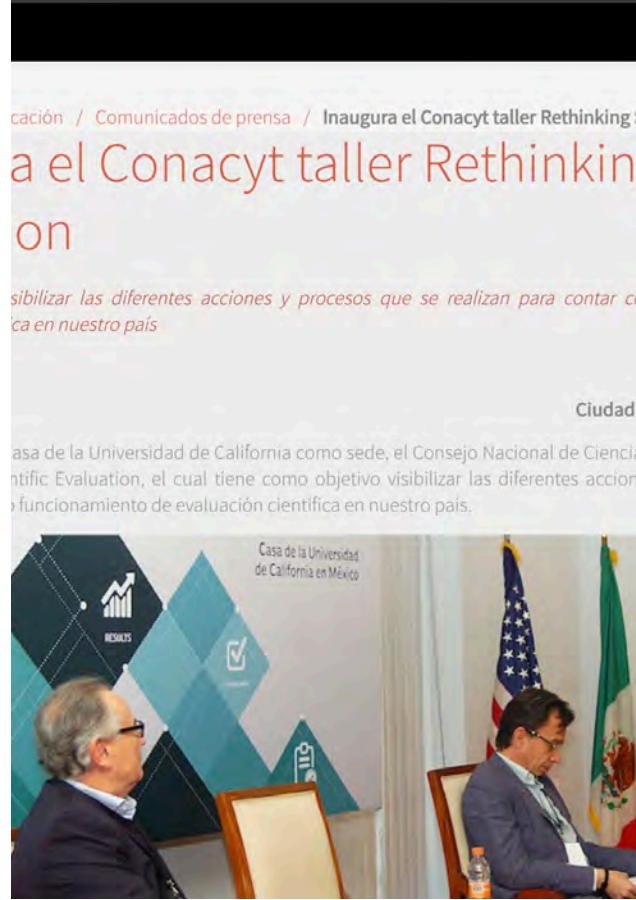 cación / Comunicados de prensa / Inaugura el Conacyt taller Rethinking
a el Conacyt taller Rethinkin
on
sibilizar las diferentes acciones y procesos que se realizan para contar c
ca en nuestro país
Ciudad
asa de la Universidad de California como sede, el Consejo Nacional de Ciencia
ntific Evaluation, el cual tiene como objetivo visibilizar las diferentes accion
o funcionamiento de evaluación científica en nuestro país.
Casa de la Universidad
de California en México
RESULTS